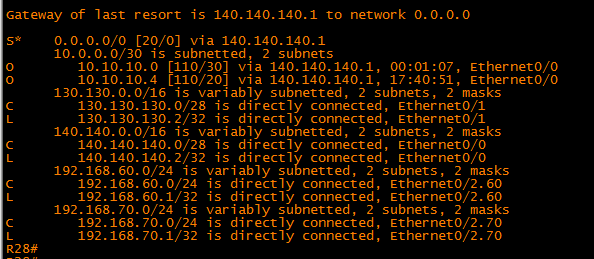 Gateway of last resort is 140.140.140.1 to network 0.0.0.0
S* 0.0.0.0/0 [20/0] via 140.140.140.1
10.0.0.0/30 is subnetted, 2 subnets
O 10.10.10.0 [110/30] via 140.140.140.1, 00:01:07, Ethernet0/0
O 10.10.10.4 [110/20] via 140.140.140.1, 17:40:51, Ethernet0/0
130.130.0.0/16 is variably subnetted, 2 subnets, 2 masks
C 130.130.130.0/28 is directly connected, Ethernet0/1
L 130.130.130.2/32 is directly connected, Ethernet0/1
140.140.0.0/16 is variably subnetted, 2 subnets, 2 masks
C 140.140.140.0/28 is directly connected, Ethernet0/0
L 140.140.140.2/32 is directly connected, Ethernet0/0
192.168.60.0/24 is variably subnetted, 2 subnets, 2 masks
C 192.168.60.0/24 is directly connected, Ethernet0/2.60
L 192.168.60.1/32 is directly connected, Ethernet0/2.60
192.168.70.0/24 is variably subnetted, 2 subnets, 2 masks
C 192.168.70.0/24 is directly connected, Ethernet0/2.70
L 192.168.70.1/32 is directly connected, Ethernet0/2.70
R28#